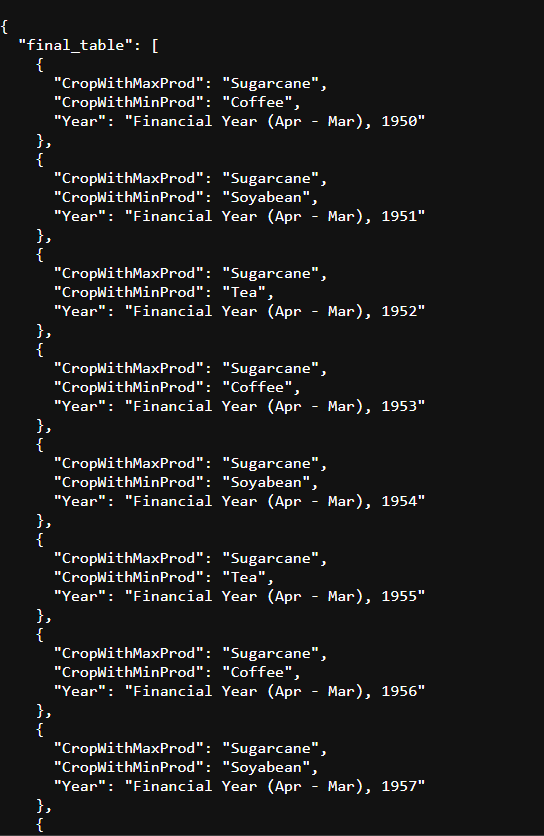 {
  "final_table": [
    {
      "CropWithMaxProd": "Sugarcane",
      "CropWithMinProd": "Coffee",
      "Year": "Financial Year (Apr - Mar), 1950"
    },
    {
      "CropWithMaxProd": "Sugarcane",
      "CropWithMinProd": "Soyabean",
      "Year": "Financial Year (Apr - Mar), 1951"
    },
    {
      "CropWithMaxProd": "Sugarcane",
      "CropWithMinProd": "Tea",
      "Year": "Financial Year (Apr - Mar), 1952"
    },
    {
      "CropWithMaxProd": "Sugarcane",
      "CropWithMinProd": "Coffee",
      "Year": "Financial Year (Apr - Mar), 1953"
    },
    {
      "CropWithMaxProd": "Sugarcane",
      "CropWithMinProd": "Soyabean",
      "Year": "Financial Year (Apr - Mar), 1954"
    },
    {
      "CropWithMaxProd": "Sugarcane",
      "CropWithMinProd": "Tea",
      "Year": "Financial Year (Apr - Mar), 1955"
    },
    {
      "CropWithMaxProd": "Sugarcane",
      "CropWithMinProd": "Coffee",
      "Year": "Financial Year (Apr - Mar), 1956"
    },
    {
      "CropWithMaxProd": "Sugarcane",
      "CropWithMinProd": "Soyabean",
      "Year": "Financial Year (Apr - Mar), 1957"
    },
    {